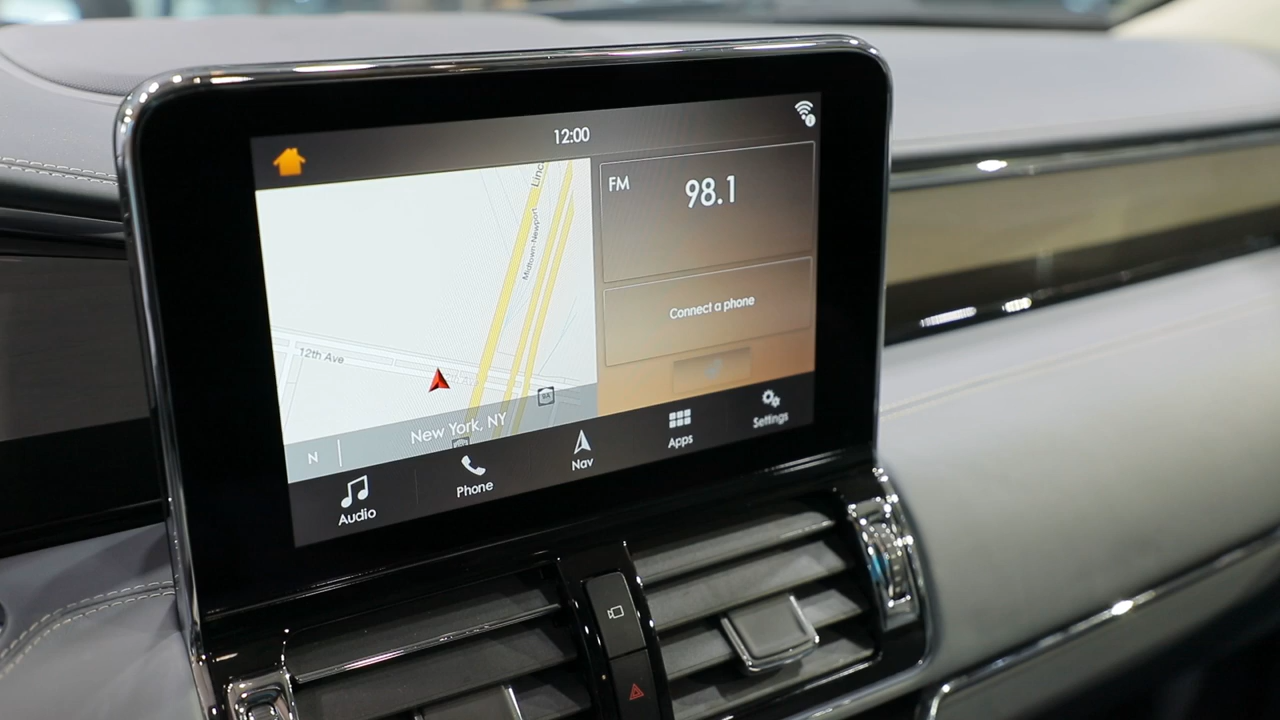 12:00
Linc
Midtown-Newport
12th Ave
New York, NY
N
FM
98.1
Connect a phone
Audio
Phone
Nav
Apps
Settings